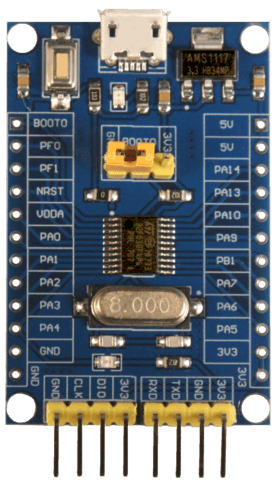 AMS1117
3.3
BOOT0
GND
3V3
BOOT0
PF0
PF1
NRST
VDDA
PA0
PA1
PA2
PA3
PA4
GND
5V
5V
PA14
PA13
PA10
PA9
PB1
PA7
PA6
PA5
3V3
8.000
GND
3V3
GND
CLK
DIO
3V3
RXD
TXD
GND
3V3